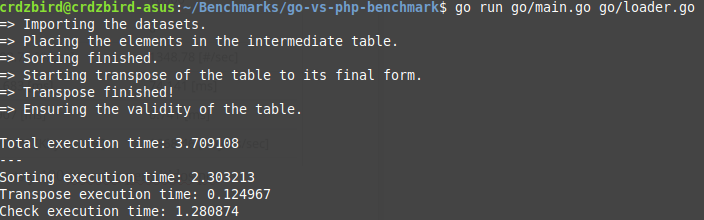 crdzbird@crdzbird-asus:~/Benchmarks/go-vs-php-benchmark$ go run go/main.go go/loader.go
=> Importing the datasets.
=> Placing the elements in the intermediate table.
=> Sorting finished.
=> Starting transpose of the table to its final form.
=> Transpose finished!
=> Ensuring the validity of the table.
Total execution time: 3.709108
---
Sorting execution time: 2.303213
Transpose execution time: 0.124967
Check execution time: 1.280874